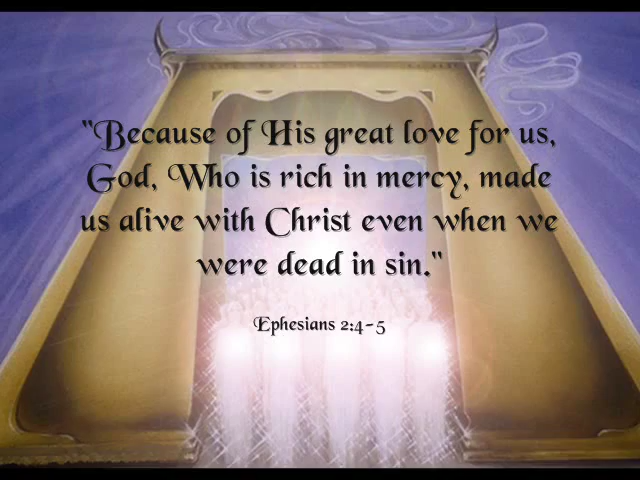 "Because of His great love for us,
God, Who is rich in mercy, made
us alive with Christ even when we
were dead in sin."
Ephesians 2:4-5